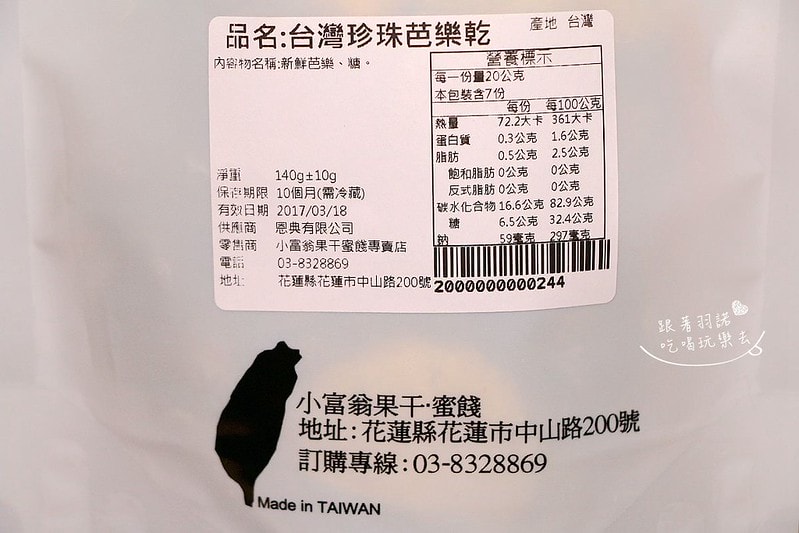 品名:台灣珍珠芭樂乾
產地 台灣
內容物名稱:新鮮芭樂、糖。
營養標示
每一份量20公克
本包裝含7份
每份 每100公克
熱量 72.2大卡 361大卡
蛋白質 0.3公克 1.6公克
脂肪 0.5公克 2.5公克
飽和脂肪 0公克 0公克
反式脂肪 0公克 0公克
碳水化合物 16.6公克 82.9公克
糖 6.5公克 32.4公克
鈉 59毫克 297毫克
淨重 140g±10g
保存期限 10個月(需冷藏)
有效日期 2017/03/18
供應商 恩典有限公司
零售商 小富翁果干蜜餞專賣店
電話 03-8328869
地址: 花蓮縣花蓮市中山路200號
2000000000244
跟著羽諾
吃喝玩樂去
小富翁果干·蜜餞
地址:花蓮縣花蓮市中山路200號
訂購專線:03-8328869
Made in TAIWAN